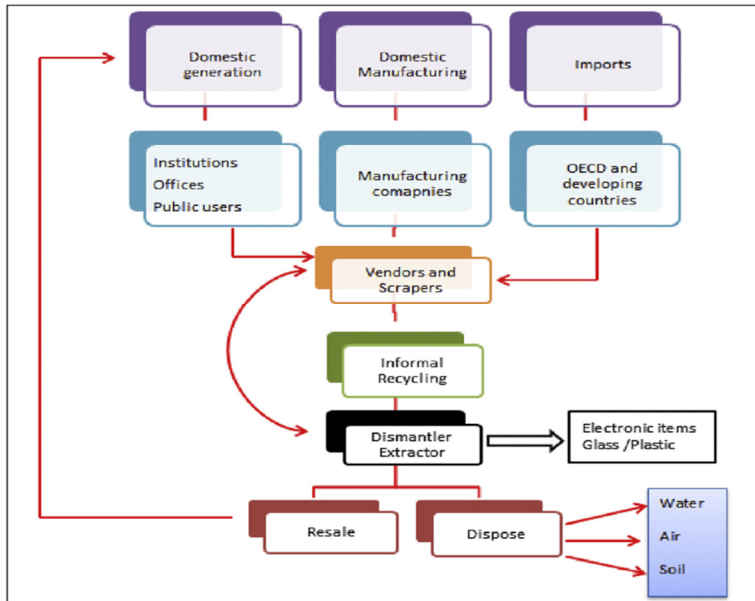 Domestic
generation
Domestic
Manufacturing
Imports
Institutions
Offices
Public users
Manufacturing
comapnies
OECD and
developing
countries
Vendors and
Scrapers
Informal
Recycling
Dismantler
Extractor
Electronic items
Glass /Plastic
Resale
Dispose
Water
Air
Soil